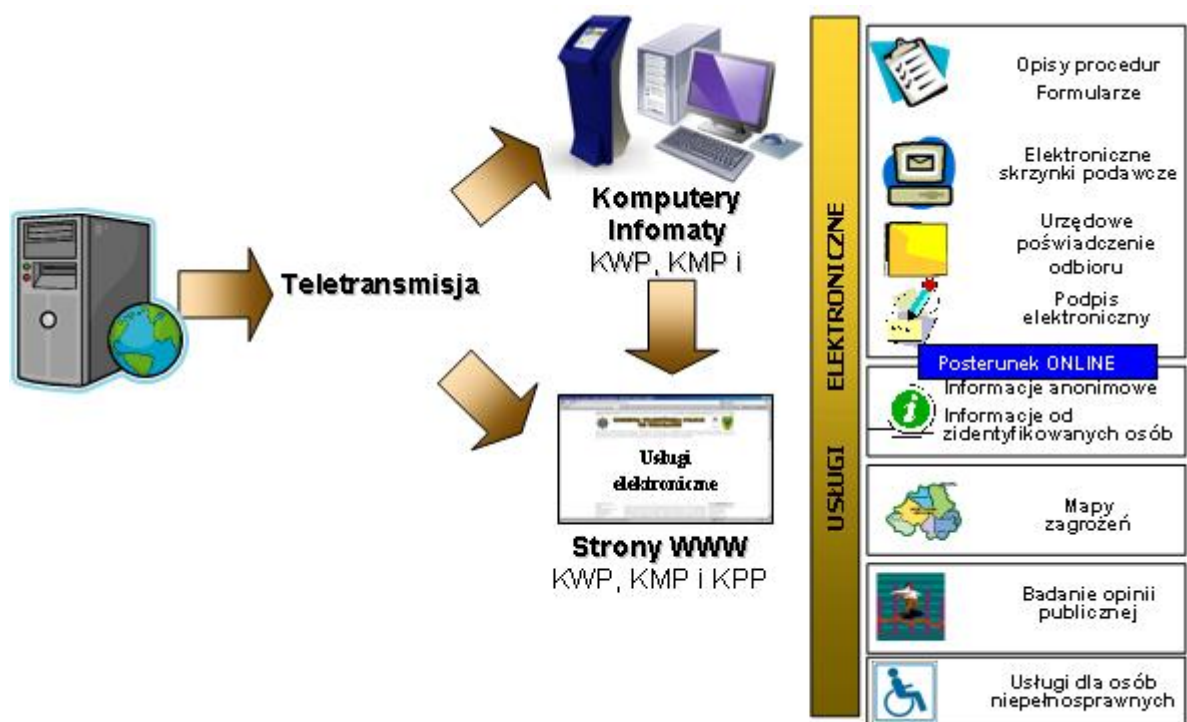 Teletransmisja
Komputery
Infomaty
KWP, KMP i
Usługi
elektroniczne
Strony WWW
KWP, KMP i KPP
USŁUGI ELEKTRONICZNE
Opisy procedur
Formularze
Elektroniczne
skrzynki podawcze
Urzędowe
poświadczenie
odbioru
Podpis
elektroniczny
Posterunek ONLINE
Informacje anonimowe
Informacje od
zidentyfikowanych osób
Mapy
zagrożeń
Badanie opinii
publicznej
Usługi dla osób
niepełnosprawnych